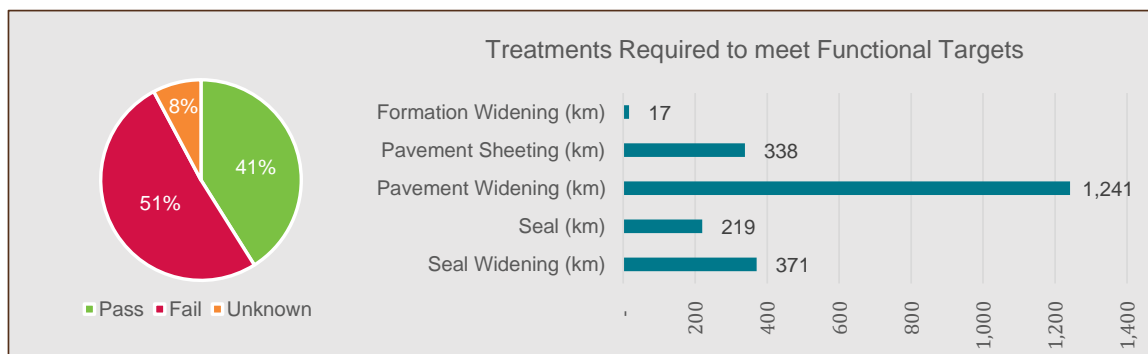 Treatments Required to meet Functional Targets
8%
41%
51%
Pass Fail Unknown
Formation Widening (km) 17
Pavement Sheeting (km) 338
Pavement Widening (km) 1,241
Seal (km) 219
Seal Widening (km) 371
- 200 400 600 800 1,000 1,200 1,400